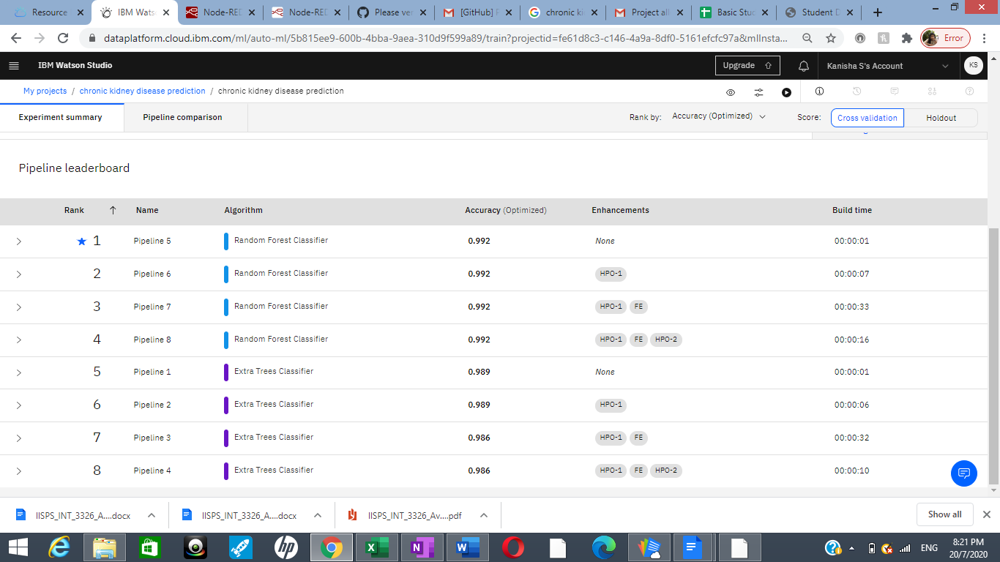 Resource
IBM Watso
Node-RED
Node-RED
Please ver
[GitHub] P
chronic ki
Project all
Basic Stud
Student D
dataplatform.cloud.ibm.com/ml/auto-ml/5b815ee9-600b-4bba-9aea-310d9f599a89/train?projectid=fe61d8c3-c146-4a9a-8df0-5161efcfc97a&mlInsta...
Error
IBM Watson Studio
Upgrade
Kanisha S's Account
KS
My projects / chronic kidney disease prediction / chronic kidney disease prediction
Experiment summary
Pipeline comparison
Rank by: Accuracy (Optimized)
Score: Cross validation Holdout
Pipeline leaderboard
Rank Name Algorithm Accuracy (Optimized) Enhancements Build time
1 Pipeline 5 Random Forest Classifier 0.992 None 00:00:01
2 Pipeline 6 Random Forest Classifier 0.992 HPO-1 00:00:07
3 Pipeline 7 Random Forest Classifier 0.992 HPO-1 FE 00:00:33
4 Pipeline 8 Random Forest Classifier 0.992 HPO-1 FE HPO-2 00:00:16
5 Pipeline 1 Extra Trees Classifier 0.989 None 00:00:01
6 Pipeline 2 Extra Trees Classifier 0.989 HPO-1 00:00:06
7 Pipeline 3 Extra Trees Classifier 0.986 HPO-1 FE 00:00:32
8 Pipeline 4 Extra Trees Classifier 0.986 HPO-1 FE HPO-2 00:00:10
IISPS_INT_3326_A....docx
IISPS_INT_3326_A....docx
IISPS_INT_3326_Av....pdf
Show all
ENG
8:21 PM
20/7/2020